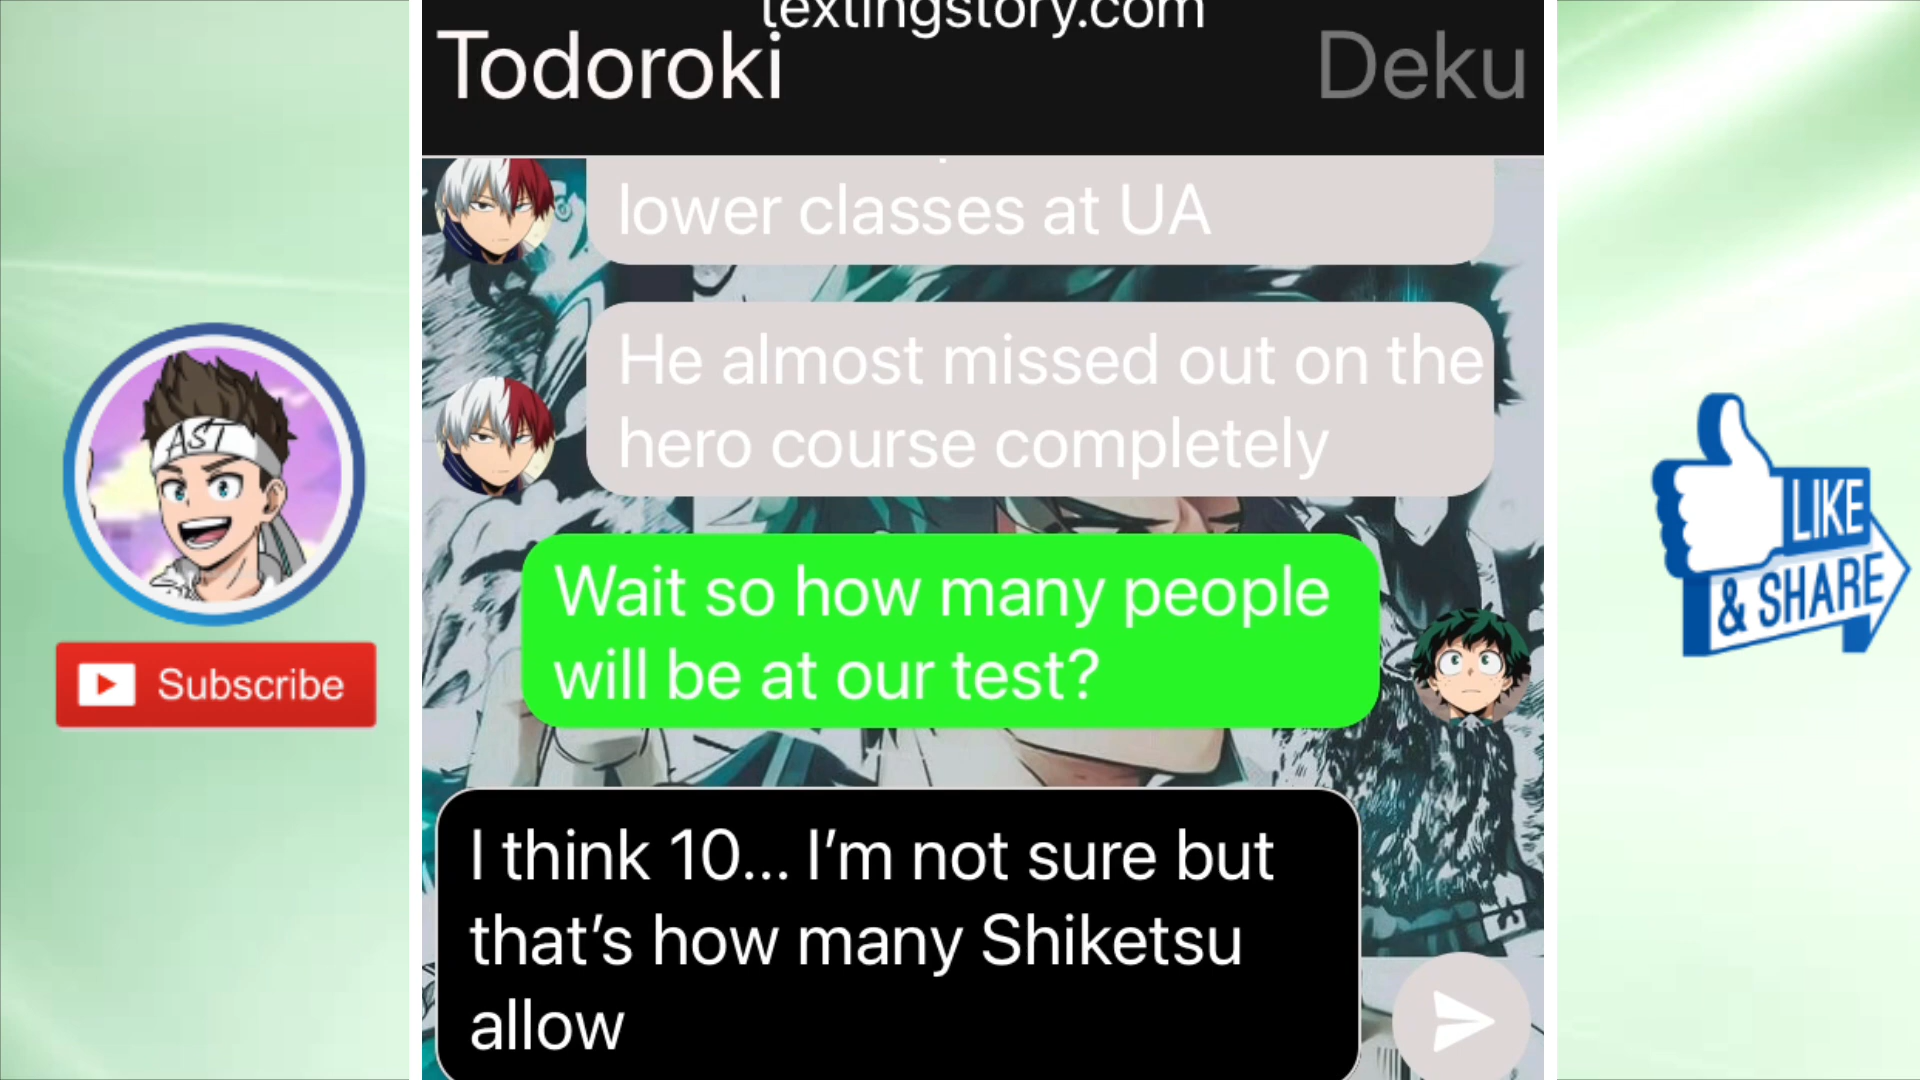 textingstory.com
Todoroki
Deku
lower classes at UA
He almost missed out on the
hero course completely
Wait so how many people
will be at our test?
I think 10... I’m not sure but
that’s how many Shiketsu
allow
AST
Subscribe
LIKE
& SHARE